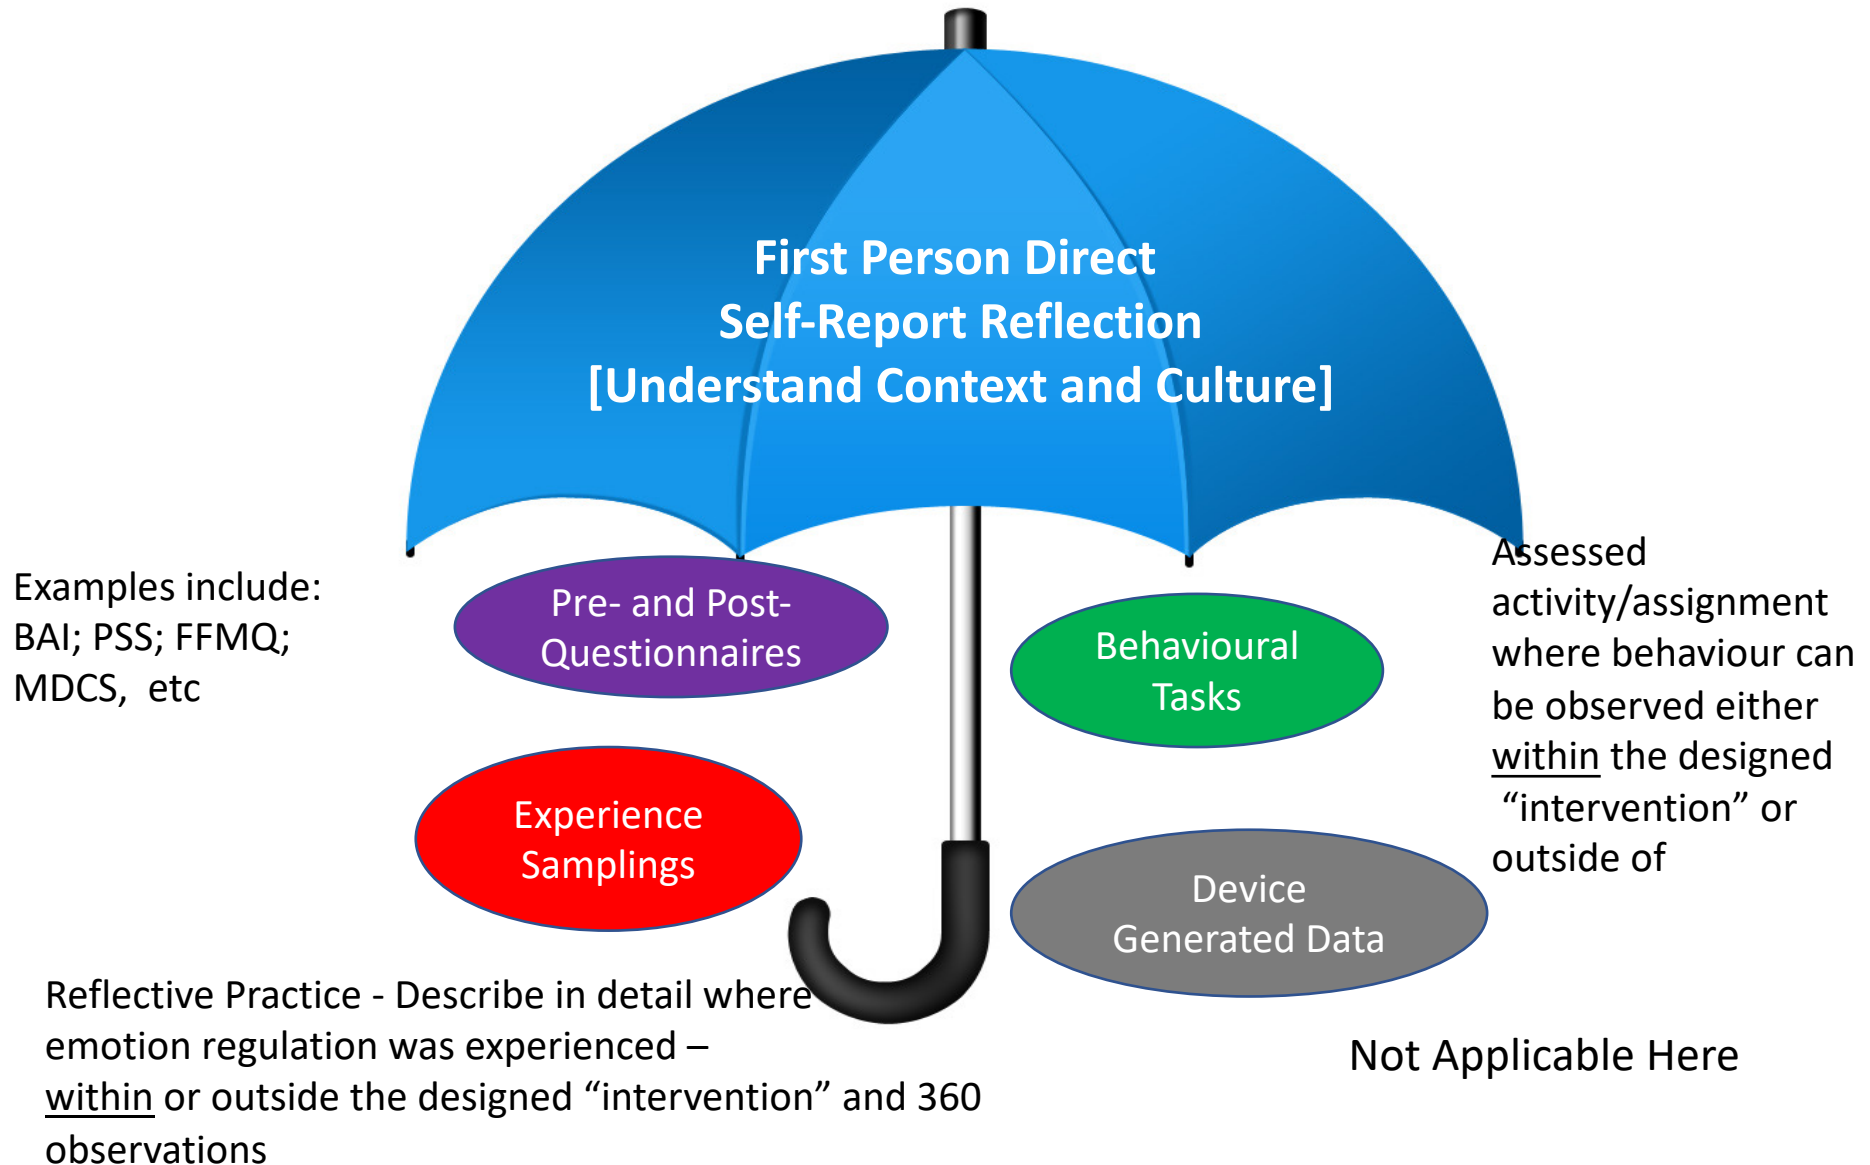 First Person Direct
Self-Report Reflection
[Understand Context and Culture]
Examples include:
BAI; PSS; FFMQ;
MDCS, etc
Pre- and Post-
Questionnaires
Behavioural
Tasks
Assessed
activity/assignment
where behaviour can
be observed either
within the designed
“intervention” or
outside of
Experience
Samplings
Device
Generated Data
Reflective Practice - Describe in detail where
emotion regulation was experienced –
within or outside the designed “intervention” and 360
observations
Not Applicable Here